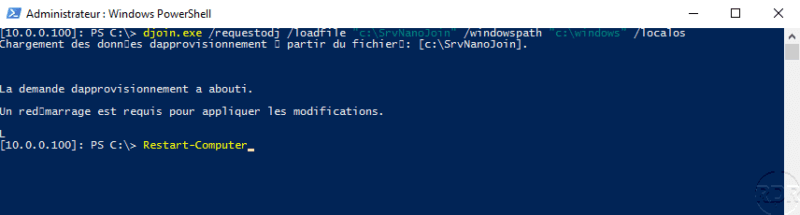 Administrateur : Windows PowerShell
[10.0.0.100]: PS C:\> djoin.exe /requestodj /loadfile "c:\SrvNanoJoin" /windowspath "c:\windows" /localos
Chargement des donn▯es dapprovisionnement ▯ partir du fichier▯: [c:\SrvNanoJoin].
La demande dapprovisionnement a abouti.
Un red▯marrage est requis pour appliquer les modifications.
L
[10.0.0.100]: PS C:\> Restart-Computer_
RDR